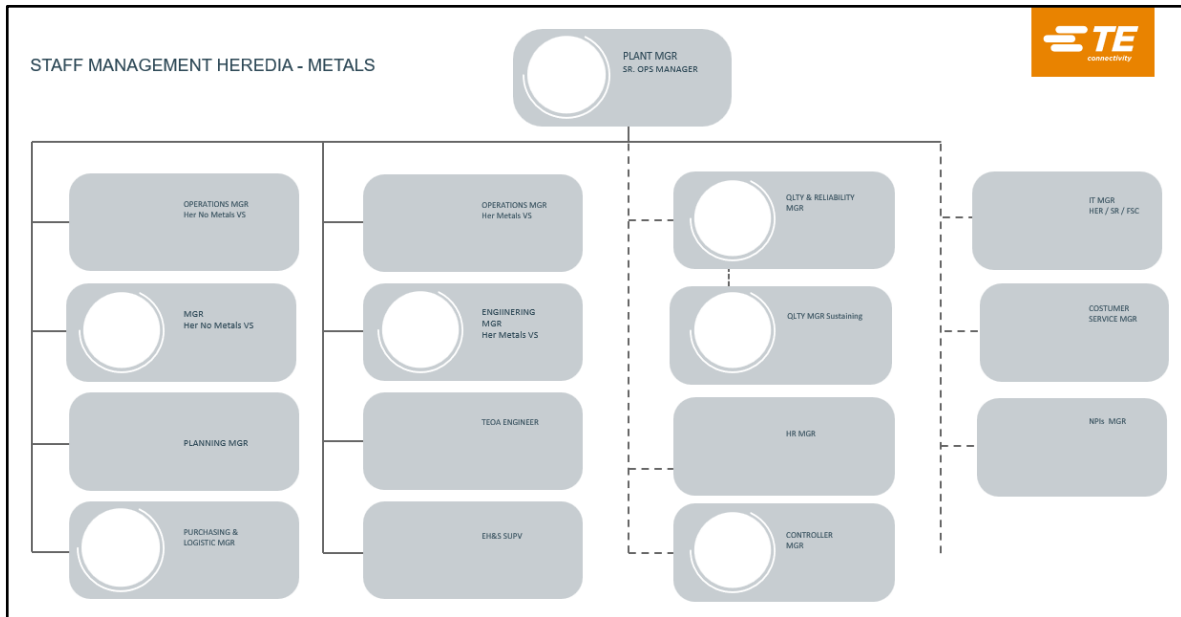 STAFF MANAGEMENT HEREDIA - METALS
PLANT MGR
SR. OPS MANAGER
TE
connectivity
OPERATIONS MGR
Her No Metals VS
MGR
Her No Metals VS
PLANNING MGR
PURCHASING &
LOGISTIC MGR
OPERATIONS MGR
Her Metals VS
ENGIINERING
MGR
Her Metals VS
TEOA ENGINEER
EH&S SUPV
QLTY & RELIABILITY
MGR
QLTY MGR Sustaining
HR MGR
CONTROLLER
MGR
IT MGR
HER / SR / FSC
COSTUMER
SERVICE MGR
NPIs MGR